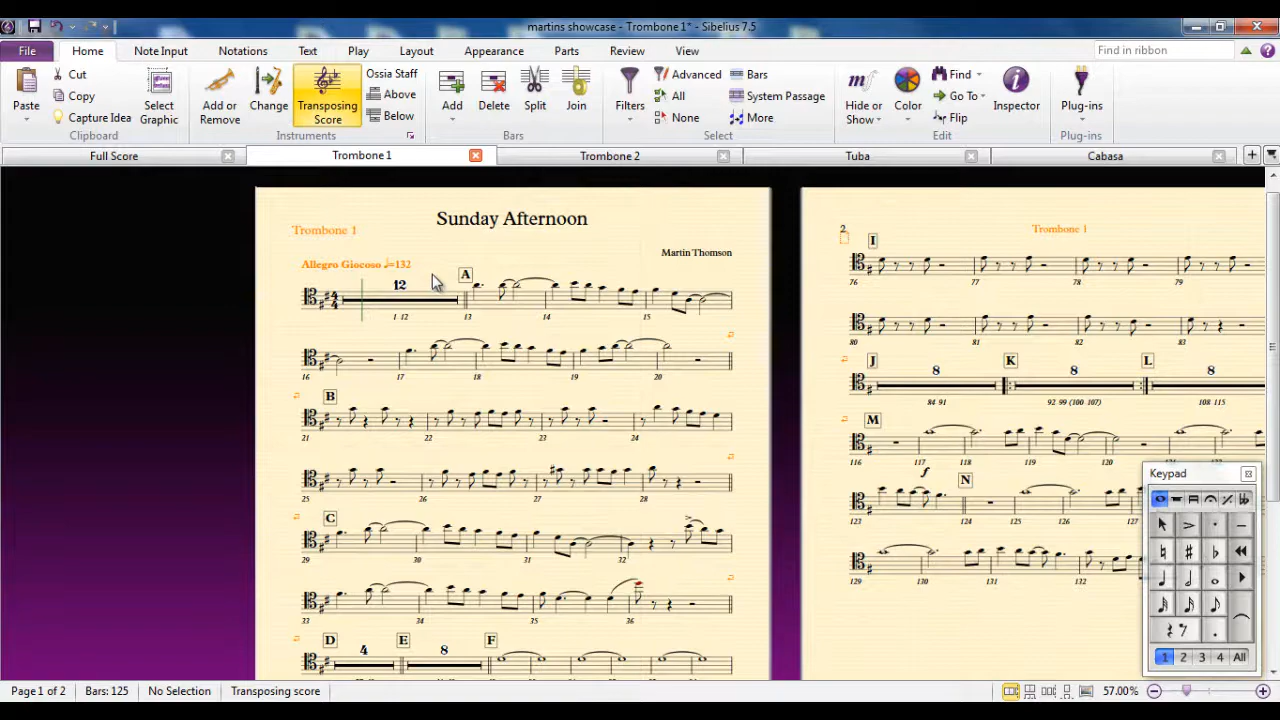 martins showcase - Trombone 1* - Sibelius 7.5
File Home Note Input Notations Text Play Layout Appearance Parts Review View Find in ribbon
Paste Cut Copy Capture Idea Select Graphic
Clipboard
Add or Remove Change Transposing Score Ossia Staff Above Below
Instruments
Add Delete Split Join
Bars
Filters Advanced All None Bars System Passage More
Select
Hide or Show Color Find Go To Flip Inspector
Edit
Plug-ins
Plug-ins
Full Score Trombone 1 Trombone 2 Tuba Cabasa
Sunday Afternoon
Trombone 1
Martin Thomson
Allegro Giocoso ♩=132
A
12
1 12 13 14 15
16 17 18 19 20
B
21 22 23 24
25 26 27 28
C
29 30 31 32
33 34 35 36
D E F
4 8
2 Trombone 1
I
76 77 78 79
80 81 82 83
J K L
8 8 8
84 91 92 99 (100 107) 108 115
M
116 117 118 119 120 121
f
N
123 124 125 126 127
129 130 131 132
Keypad
1 2 3 4 All
Page 1 of 2 Bars: 125 No Selection Transposing score 57.00%